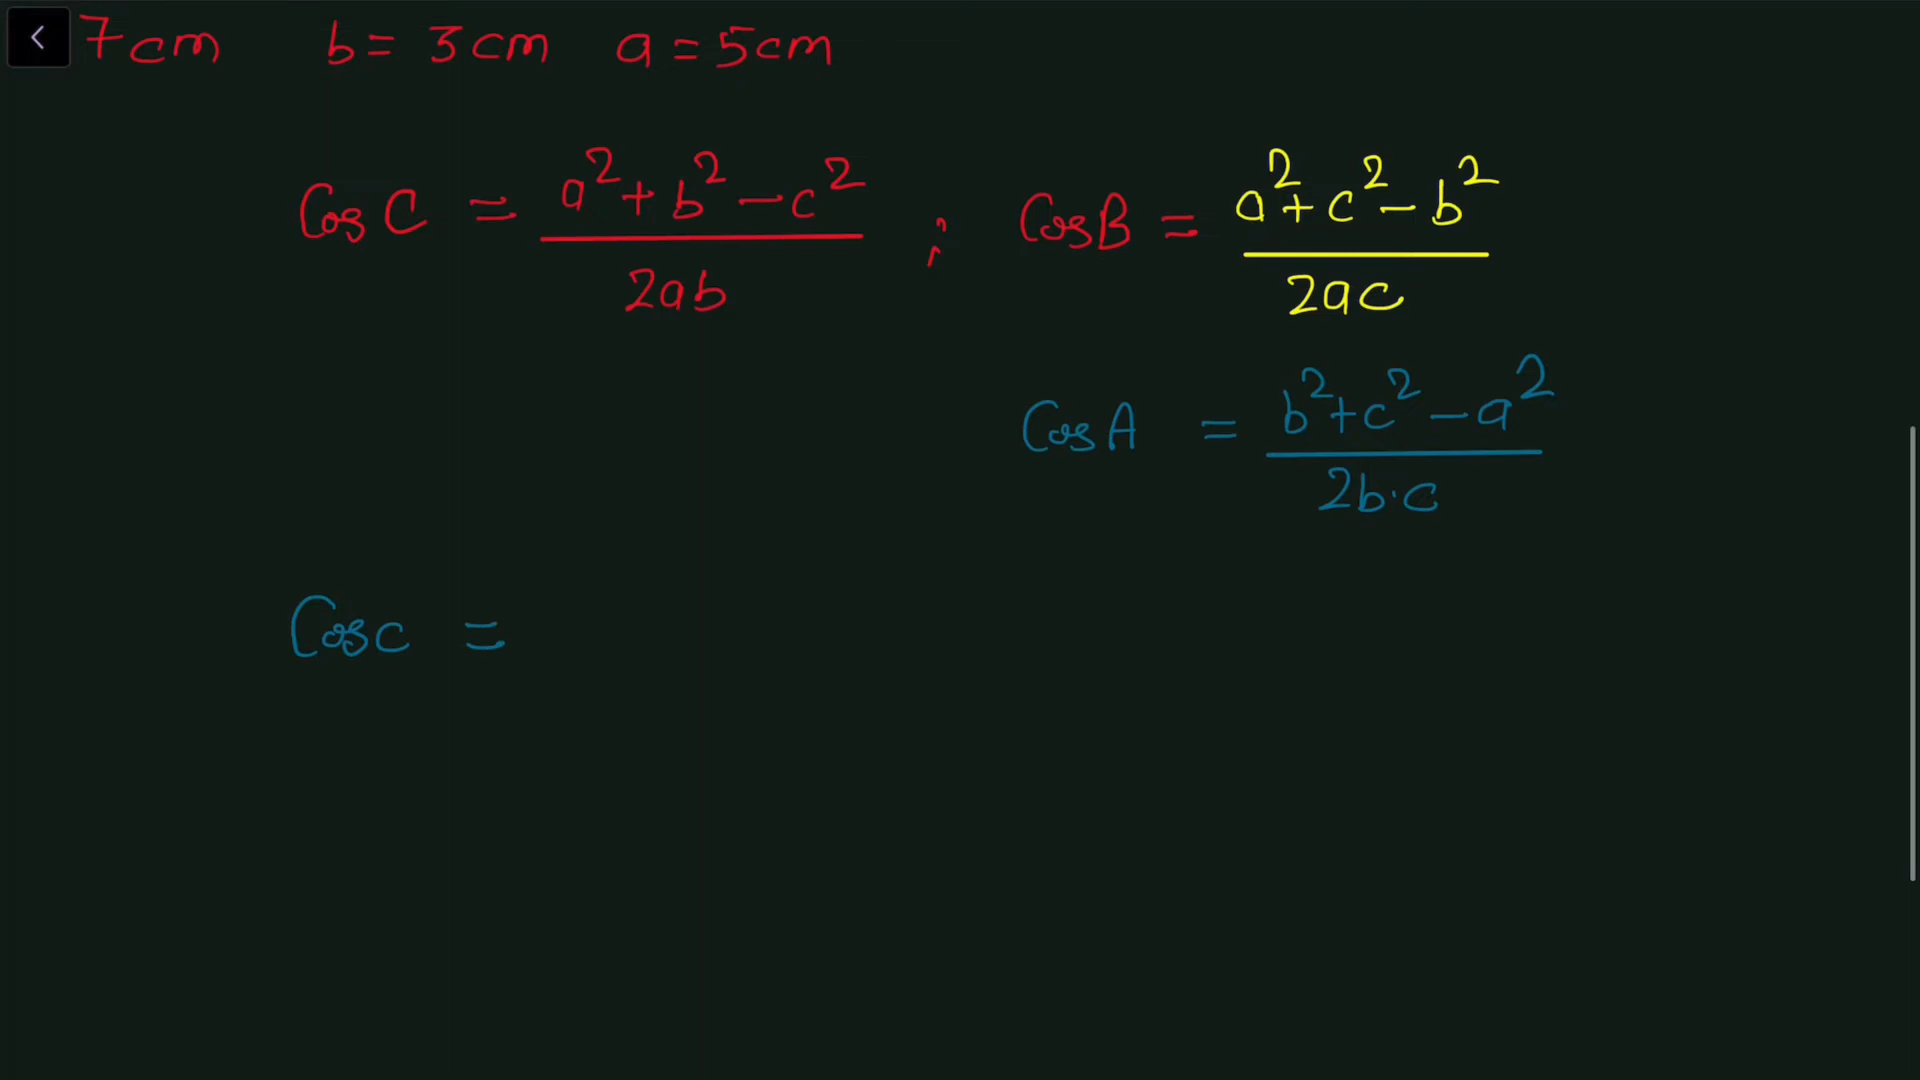 7cm b = 3cm a = 5cm
Cos C = a²+b²-c² / 2ab ; Cos B = a²+c²-b² / 2ac
Cos A = b²+c²-a² / 2b·c
Cos c =